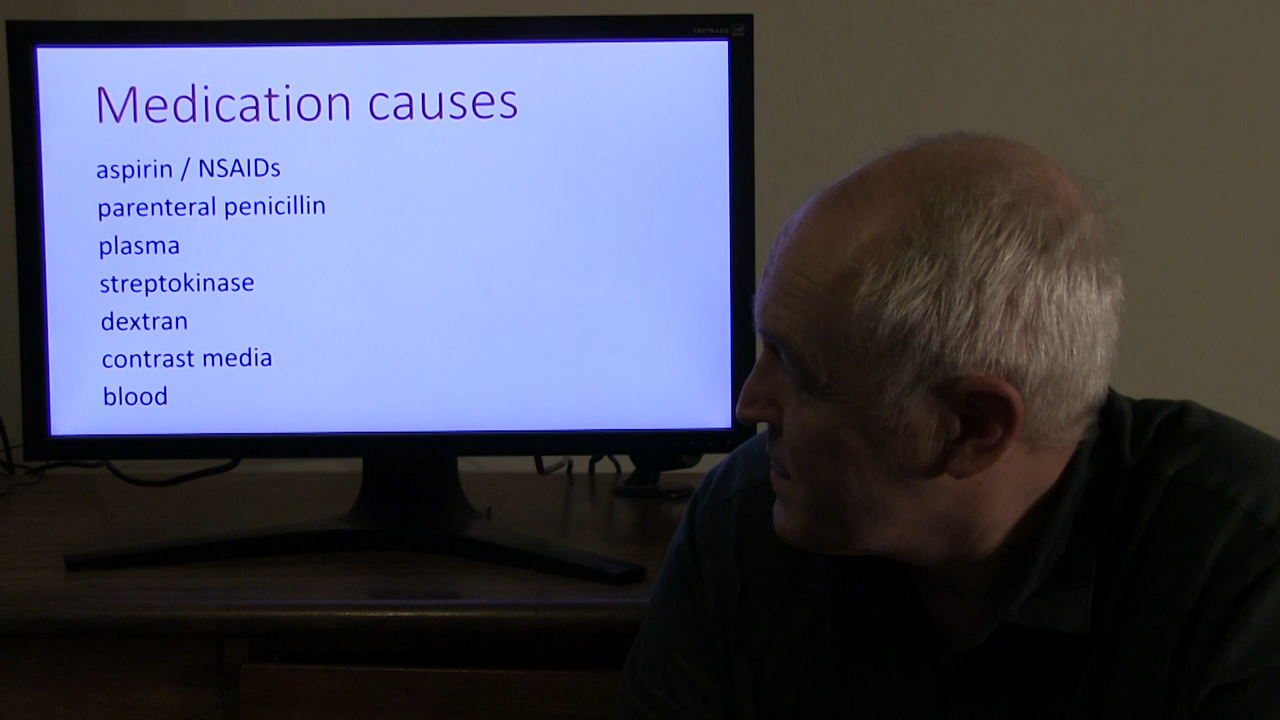 Medication causes
aspirin / NSAIDs
parenteral penicillin
plasma
streptokinase
dextran
contrast media
blood